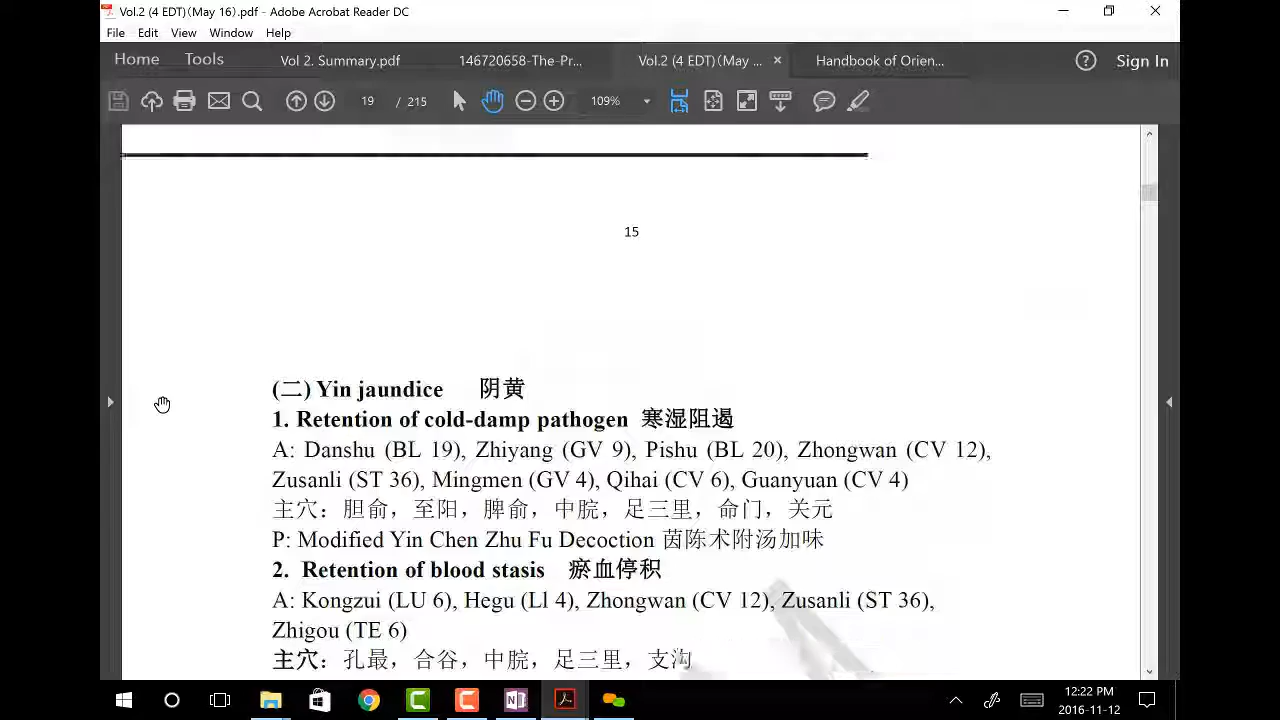 Vol.2 (4 EDT)(May 16).pdf - Adobe Acrobat Reader DC
File Edit View Window Help
Home Tools Vol 2. Summary.pdf 146720658-The-Pr... Vol.2 (4 EDT)(May ... × Handbook of Orien... ? Sign In
19 / 215 109%
15
(二) Yin jaundice 阴黄
1. Retention of cold-damp pathogen 寒湿阻遏
A: Danshu (BL 19), Zhiyang (GV 9), Pishu (BL 20), Zhongwan (CV 12),
Zusanli (ST 36), Mingmen (GV 4), Qihai (CV 6), Guanyuan (CV 4)
主穴：胆俞，至阳，脾俞，中脘，足三里，命门，关元
P: Modified Yin Chen Zhu Fu Decoction 茵陈术附汤加味
2. Retention of blood stasis 瘀血停积
A: Kongzui (LU 6), Hegu (Ll 4), Zhongwan (CV 12), Zusanli (ST 36),
Zhigou (TE 6)
主穴：孔最，合谷，中脘，足三里，支沟
12:22 PM
2016-11-12